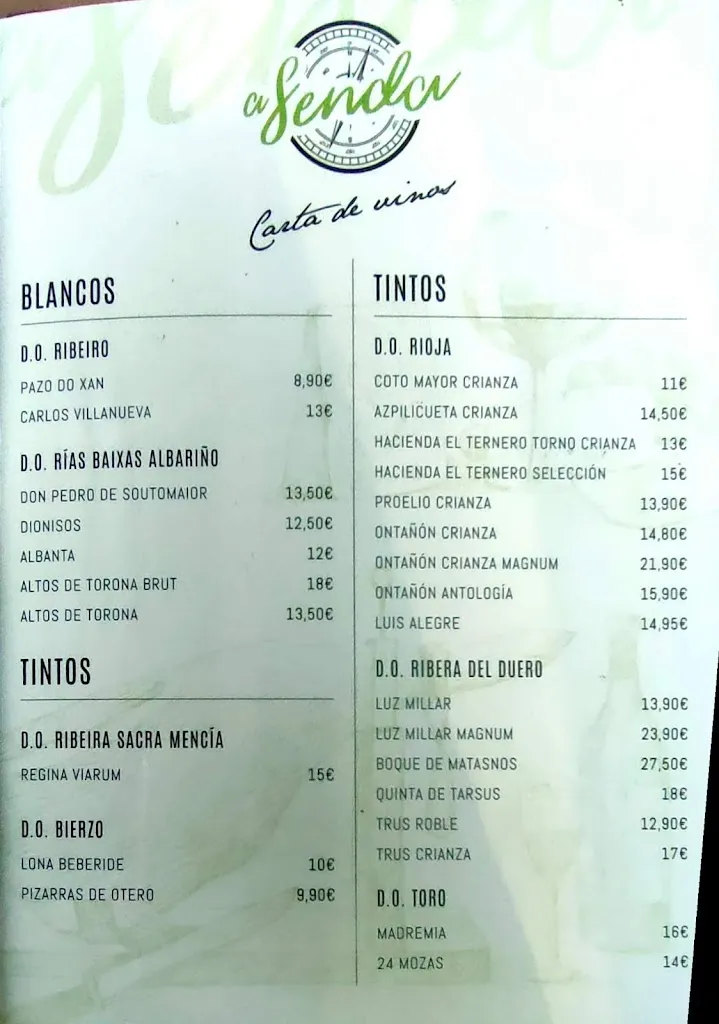 a Senda
Carta de vinos
BLANCOS
D.O. RIBEIRO
PAZO DO XAN 8,90€
CARLOS VILLANUEVA 13€
D.O. RÍAS BAIXAS ALBARIÑO
DON PEDRO DE SOUTOMAIOR 13,50€
DIONISOS 12,50€
ALBANTA 12€
ALTOS DE TORONA BRUT 18€
ALTOS DE TORONA 13,50€
TINTOS
D.O. RIBEIRA SACRA MENCÍA
REGINA VIARUM 15€
D.O. BIERZO
LONA BEBERIDE 10€
PIZARRAS DE OTERO 9,90€
TINTOS
D.O. RIOJA
COTO MAYOR CRIANZA 11€
AZPILICUETA CRIANZA 14,50€
HACIENDA EL TERNERO TORNO CRIANZA 13€
HACIENDA EL TERNERO SELECCIÓN 15€
PROELIO CRIANZA 13,90€
ONTAÑÓN CRIANZA 14,80€
ONTAÑÓN CRIANZA MAGNUM 21,90€
ONTAÑÓN ANTOLOGÍA 15,90€
LUIS ALEGRE 14,95€
D.O. RIBERA DEL DUERO
LUZ MILLAR 13,90€
LUZ MILLAR MAGNUM 23,90€
BOQUE DE MATASNOS 27,50€
QUINTA DE TARSUS 18€
TRUS ROBLE 12,90€
TRUS CRIANZA 17€
D.O. TORO
MADREMIA 16€
24 MOZAS 14€